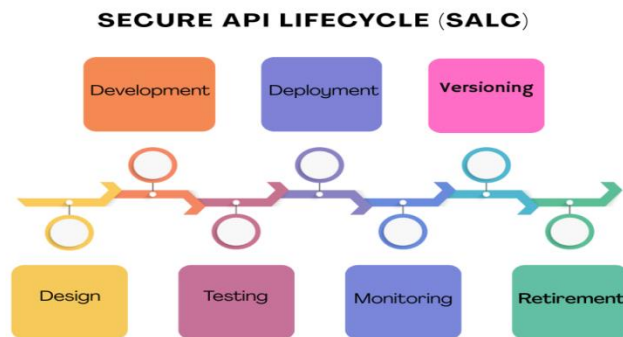 SECURE API LIFECYCLE (SALC)
Development
Deployment
Versioning
Design
Testing
Monitoring
Retirement